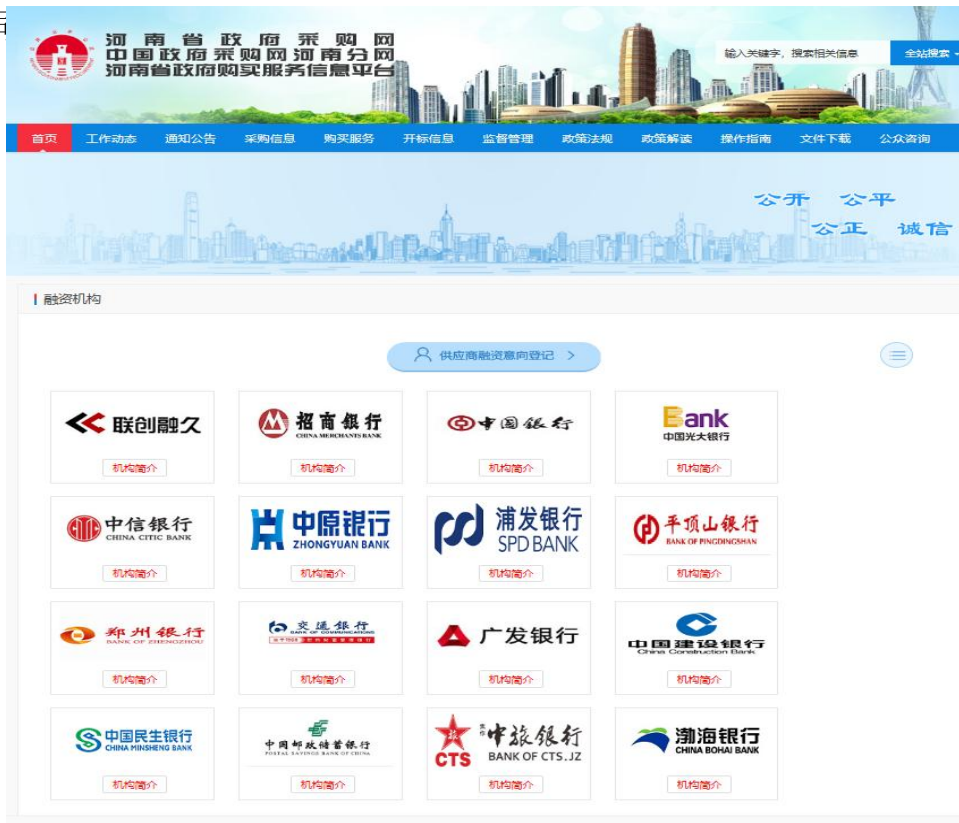 河南省政府采购网
中国政府采购网河南分网
河南省政府购买服务信息平台
输入关键字，搜索相关信息 全站搜索
首页 工作动态 通知公告 采购信息 购买服务 开标信息 监督管理 政策法规 政策解读 操作指南 文件下载 公众咨询
公开 公平
公正 诚信
融资机构
供应商融资意向登记 >
联创融久
机构简介
招商银行
CHINA MERCHANTS BANK
机构简介
中国银行
机构简介
Bank
中国光大银行
机构简介
中信银行
CHINA CITIC BANK
机构简介
中原银行
ZHONGYUAN BANK
机构简介
浦发银行
SPD BANK
机构简介
平顶山银行
BANK OF PINGDINGSHAN
机构简介
郑州银行
BANK OF ZHENGZHOU
机构简介
交通银行
BANK OF COMMUNICATIONS
机构简介
广发银行
机构简介
中国建设银行
China Construction Bank
机构简介
中国民生银行
CHINA MINSHENG BANK
机构简介
中国邮政储蓄银行
POSTAL SAVINGS BANK OF CHINA
机构简介
CTS
焦作中旅银行
BANK OF CTS.JZ
机构简介
渤海银行
CHINA BOHAI BANK
机构简介